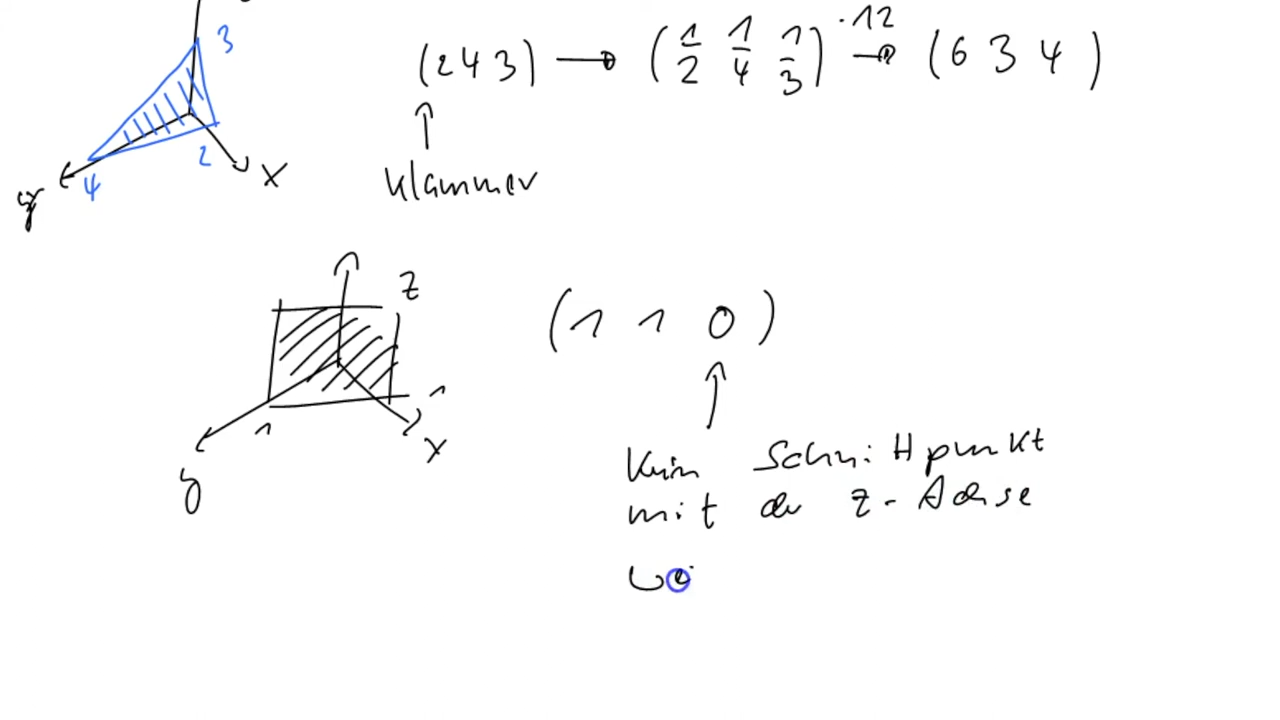 3
(2 4 3) → (1/2 1/4 1/3) ·12 → (6 3 4)
2
x
4
y
Klammer
z
(1 1 0)
1
1
x
y
Kein Schnittpunkt
mit der z-Achse